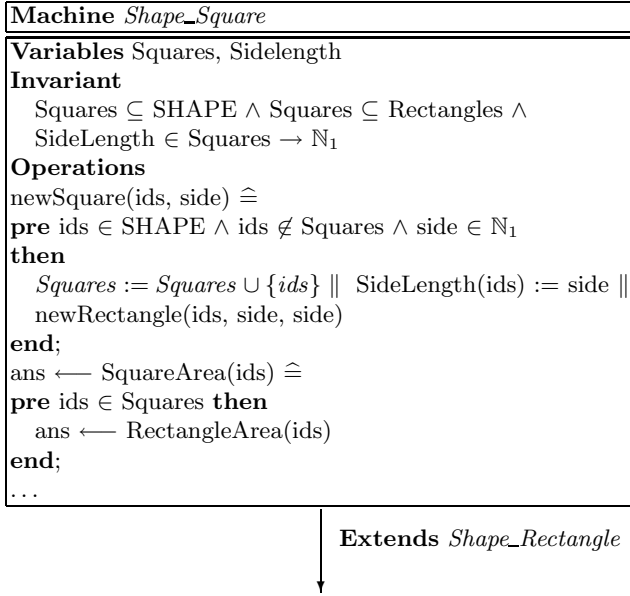 Machine Shape_Square
Variables Squares, Sidelength
Invariant
Squares ⊆ SHAPE ∧ Squares ⊆ Rectangles ∧
SideLength ∈ Squares → ℕ₁
Operations
newSquare(ids, side) ≙
pre ids ∈ SHAPE ∧ ids ∉ Squares ∧ side ∈ ℕ₁
then
Squares := Squares ∪ {ids} ∥ SideLength(ids) := side ∥
newRectangle(ids, side, side)
end;
ans ⟵ SquareArea(ids) ≙
pre ids ∈ Squares then
ans ⟵ RectangleArea(ids)
end;
...
Extends Shape_Rectangle